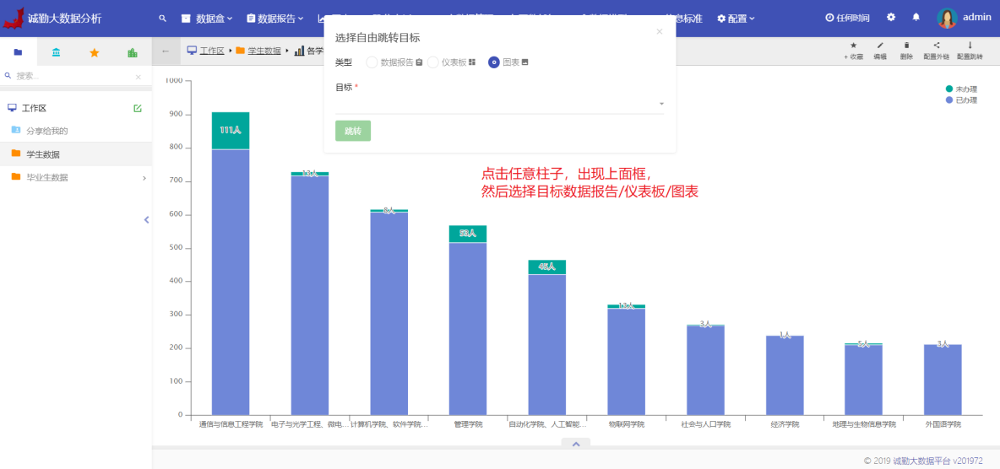 诚勤大数据分析
数据盒
数据报告
配置
任何时间
admin
工作区
学生数据
各学
+ 收藏
编辑
删除
配置外链
配置跳转
搜索...
工作区
分享给我的
学生数据
毕业生数据
选择自由跳转目标
类型
数据报告
仪表板
图表
目标 *
跳转
点击任意柱子，出现上面框，
然后选择目标数据报告/仪表板/图表
未办理
已办理
1000
900
800
700
600
500
400
300
200
100
0
111人
13人
8人
53人
45人
13人
3人
1人
5人
3人
通信与信息工程学院
电子与光学工程、微电...
计算机学院、软件学院...
管理学院
自动化学院、人工智能...
物联网学院
社会与人口学院
经济学院
地理与生物信息学院
外国语学院
© 2019 诚勤大数据平台 v201972